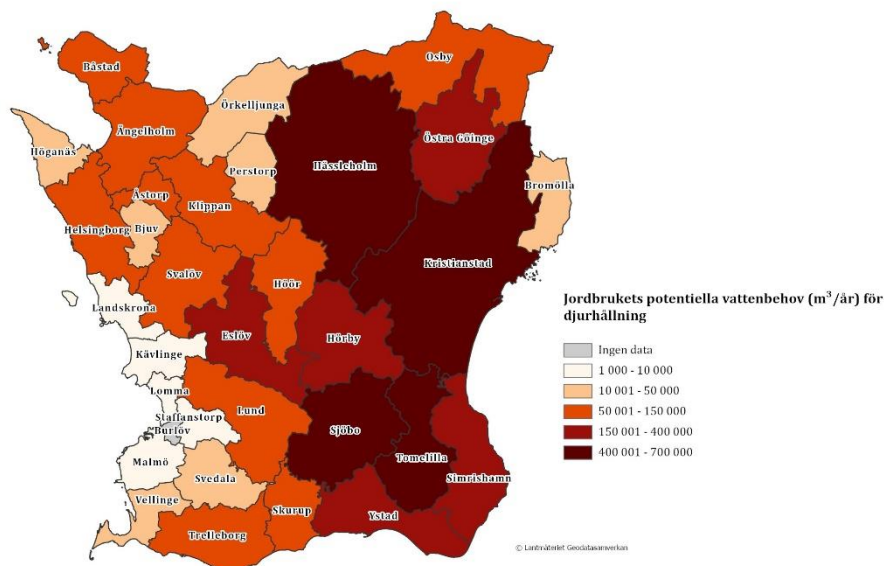 Osby
Båstad
Örkelljunga
Ängelholm
Östra Göinge
Höganäs
Perstorp
Hässleholm
Bromölla
Åstorp
Klippan
Helsingborg
Bjuv
Kristianstad
Svalöv
Höör
Landskrona
Eslöv
Hörby
Kävlinge
Lomma
Lund
Staffanstorp
Sjöbo
Burlöv
Malmö
Tomelilla
Svedala
Simrishamn
Vellinge
Skurup
Ystad
Trelleborg
Jordbrukets potentiella vattenbehov (m³/år) för
djurhållning
Ingen data
1 000 - 10 000
10 001 - 50 000
50 001 - 150 000
150 001 - 400 000
400 001 - 700 000
© Lantmäteriet Geodatasamverkan